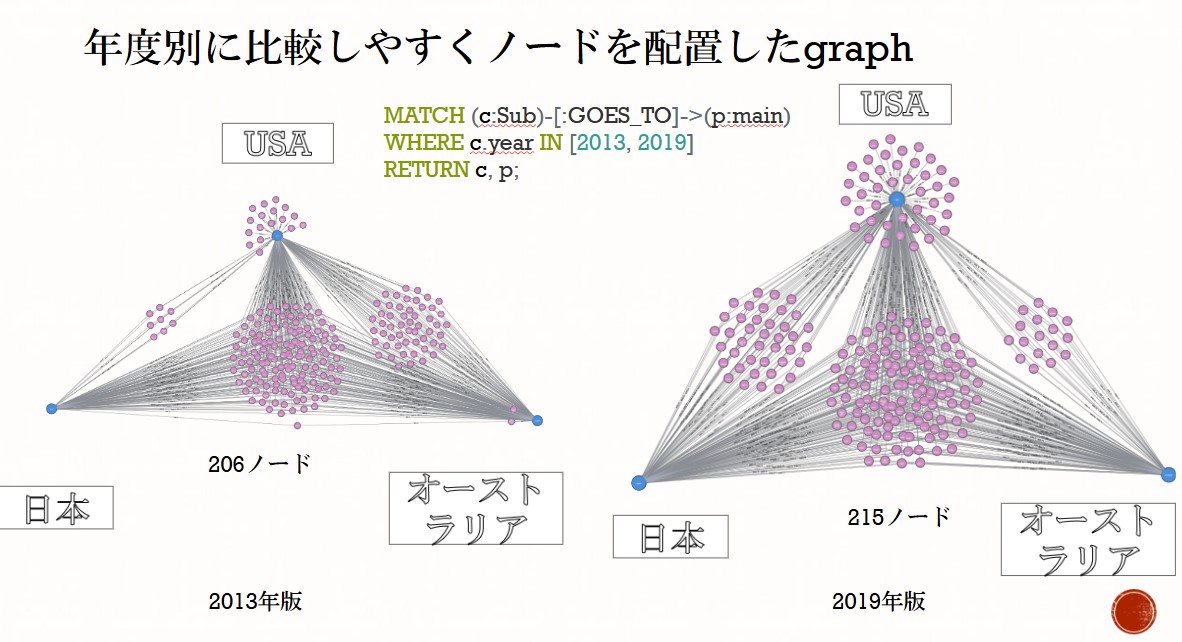 年度別に比較しやすくノードを配置したgraph
MATCH (c:Sub)-[:GOES_TO]->(p:main)
WHERE c.year IN [2013, 2019]
RETURN c, p;
USA
206ノード
日本
オースト
ラリア
2013年版
USA
215ノード
日本
オースト
ラリア
2019年版